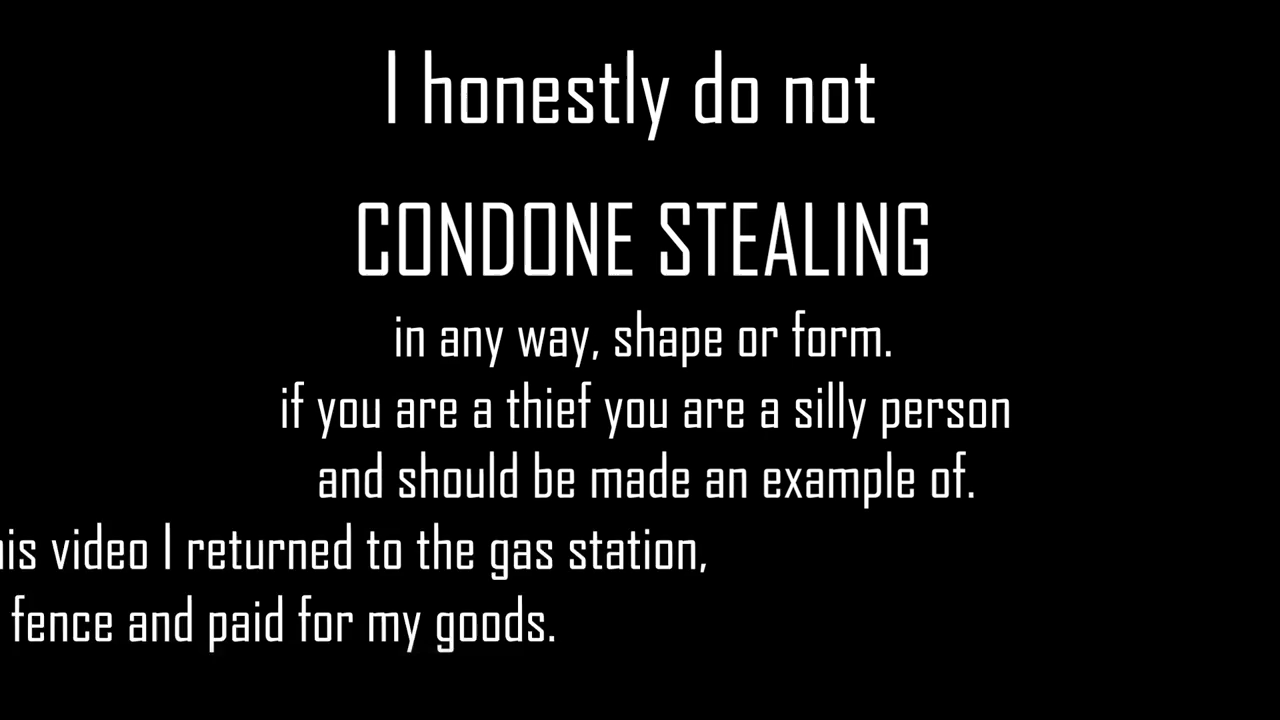 I honestly do not
CONDONE STEALING
in any way, shape or form.
if you are a thief you are a silly person
and should be made an example of.
video I returned to the gas station,
fence and paid for my goods.